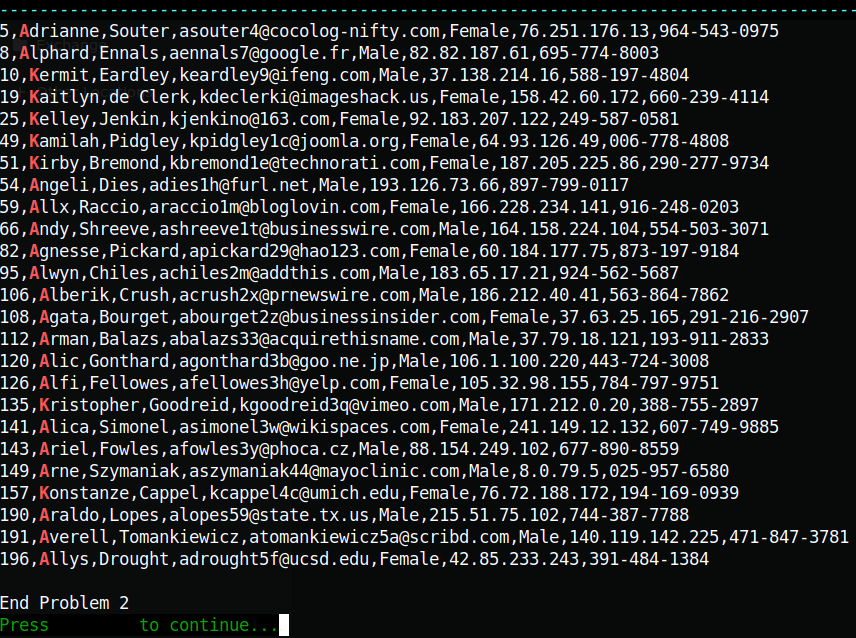 5,Adrianne,Souter,asouter4@cocolog-nifty.com,Female,76.251.176.13,964-543-0975
8,Alphard,Ennals,aennals7@google.fr,Male,82.82.187.61,695-774-8003
10,Kermit,Eardley,keardley9@ifeng.com,Male,37.138.214.16,588-197-4804
19,Kaitlyn,de Clerk,kdeclerki@imageshack.us,Female,158.42.60.172,660-239-4114
25,Kelley,Jenkin,kjenkino@163.com,Female,92.183.207.122,249-587-0581
49,Kamilah,Pidgley,kpidgley1c@joomla.org,Female,64.93.126.49,006-778-4808
51,Kirby,Bremond,kbremond1e@technorati.com,Female,187.205.225.86,290-277-9734
54,Angeli,Dies,adies1h@furl.net,Male,193.126.73.66,897-799-0117
59,Allx,Raccio,araccio1m@bloglovin.com,Female,166.228.234.141,916-248-0203
66,Andy,Shreeve,ashreeve1t@businesswire.com,Male,164.158.224.104,554-503-3071
82,Agnesse,Pickard,apickard29@hao123.com,Female,60.184.177.75,873-197-9184
95,Alwyn,Chiles,achiles2m@addthis.com,Male,183.65.17.21,924-562-5687
106,Alberik,Crush,acrush2x@prnewswire.com,Male,186.212.40.41,563-864-7862
108,Agata,Bourget,abourget2z@businessinsider.com,Female,37.63.25.165,291-216-2907
112,Arman,Balazs,abalazs33@acquirethisname.com,Male,37.79.18.121,193-911-2833
120,Alic,Gonthard,agonthard3b@goo.ne.jp,Male,106.1.100.220,443-724-3008
126,Alfi,Fellowes,afellowes3h@yelp.com,Female,105.32.98.155,784-797-9751
135,Kristopher,Goodreid,kgoodreid3q@vimeo.com,Male,171.212.0.20,388-755-2897
141,Alica,Simonel,asimonel3w@wikispaces.com,Female,241.149.12.132,607-749-9885
143,Ariel,Fowles,afowles3y@phoca.cz,Male,88.154.249.102,677-890-8559
149,Arne,Szymaniak,aszymaniak44@mayoclinic.com,Male,8.0.79.5,025-957-6580
157,Konstanze,Cappel,kcappel4c@umich.edu,Female,76.72.188.172,194-169-0939
190,Araldo,Lopes,alopes59@state.tx.us,Male,215.51.75.102,744-387-7788
191,Averell,Tomankiewicz,atomankiewicz5a@scribd.com,Male,140.119.142.225,471-847-3781
196,Allys,Drought,adrought5f@ucsd.edu,Female,42.85.233.243,391-484-1384
End Problem 2
Press to continue...